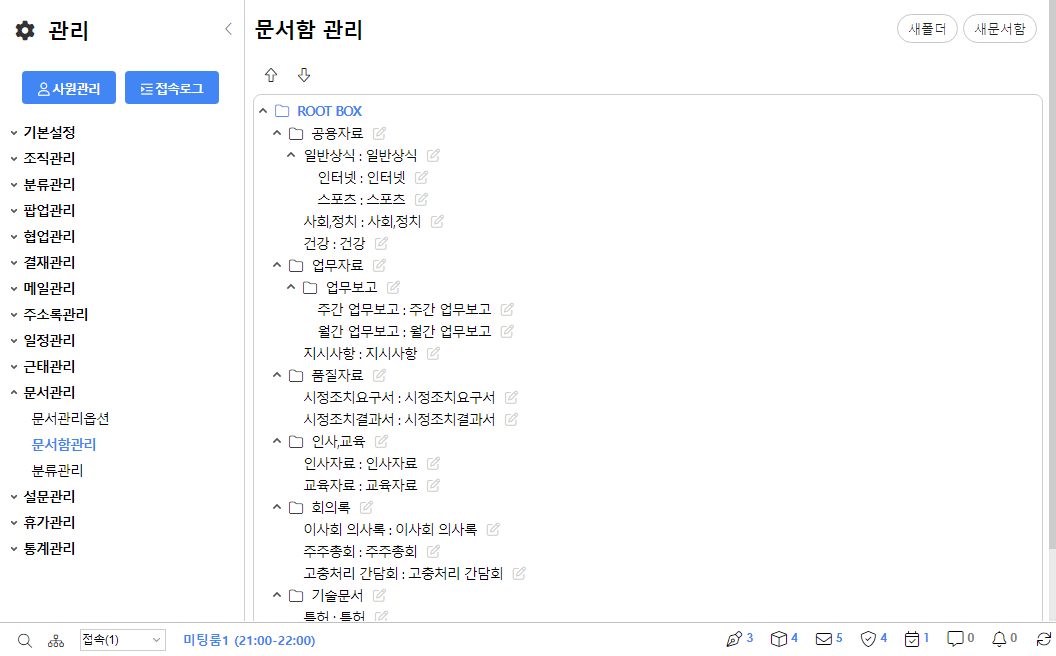 관리
사원관리
접속로그
기본설정
조직관리
분류관리
팝업관리
협업관리
결재관리
메일관리
주소록관리
일정관리
근태관리
문서관리
문서관리옵션
문서함관리
분류관리
설문관리
휴가관리
통계관리
문서함 관리
새폴더
새문서함
ROOT BOX
공용자료
일반상식 : 일반상식
인터넷 : 인터넷
스포츠 : 스포츠
사회,정치 : 사회,정치
건강 : 건강
업무자료
업무보고
주간 업무보고 : 주간 업무보고
월간 업무보고 : 월간 업무보고
지시사항 : 지시사항
품질자료
시정조치요구서 : 시정조치요구서
시정조치결과서 : 시정조치결과서
인사,교육
인사자료 : 인사자료
교육자료 : 교육자료
회의록
이사회 의사록 : 이사회 의사록
주주총회 : 주주총회
고충처리 간담회 : 고충처리 간담회
기술문서
특허 : 특허
접속(1)
미팅룸1 (21:00-22:00)
3
4
5
4
1
0
0